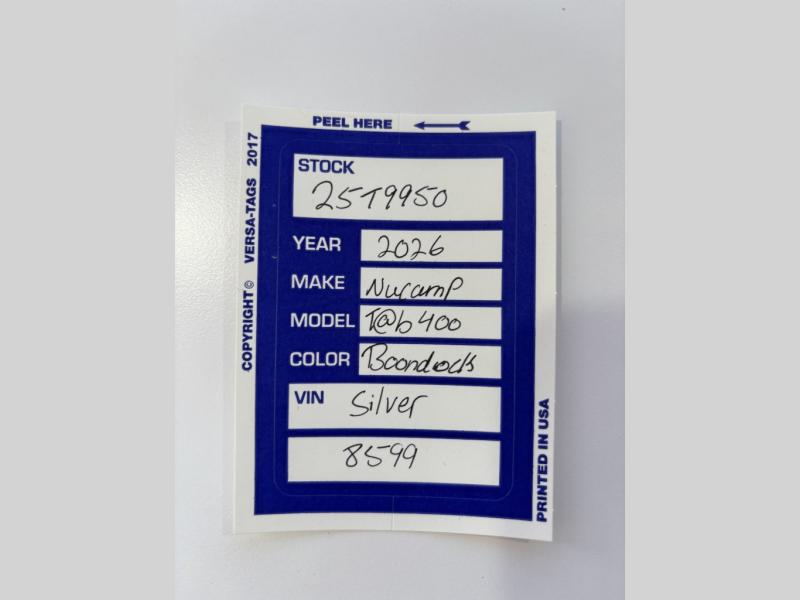 PEEL HERE
COPYRIGHT© VERSA-TAGS 2017
STOCK
25T9950
YEAR 2026
MAKE Nucamp
MODEL T@b 400
COLOR Boondock
VIN Silver
8599
PRINTED IN USA